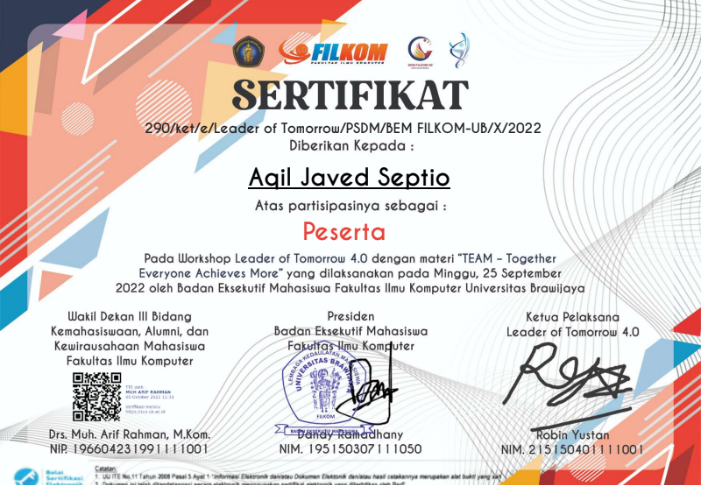 FILKOM
FAKULTAS ILMU KOMPUTER
SERTIFIKAT
290/ket/e/Leader of Tomorrow/PSDM/BEM FILKOM-UB/X/2022
Diberikan Kepada :
Aqil Javed Septio
Atas partisipasinya sebagai :
Peserta
Pada Workshop Leader of Tomorrow 4.0 dengan materi "TEAM - Together
Everyone Achieves More" yang dilaksanakan pada Minggu, 25 September
2022 oleh Badan Eksekutif Mahasiswa Fakultas Ilmu Komputer Universitas Brawijaya
Wakil Dekan III Bidang
Kemahasiswaan, Alumni, dan
Kewirausahaan Mahasiswa
Fakultas Ilmu Komputer
MUH ARIF RAHMAN
Drs. Muh. Arif Rahman, M.Kom.
NIP. 196604231991111001
Presiden
Badan Eksekutif Mahasiswa
Fakultas Ilmu Komputer
UNIVERSITAS BRAWIJAYA
FILKOM
Dandy Ramadhany
NIM. 195150307111050
Ketua Pelaksana
Leader of Tomorrow 4.0
Robin Yustan
NIM. 215150401111001
Balai
Sertifikasi
Elektronik
Catatan:
1. UU ITE No.11 Tahun 2008 Pasal 5 Ayat 1 "Informasi Elektronik dan/atau Dokumen Elektonik dan/atau hasil cetakannya merupakan alat bukti yang sah